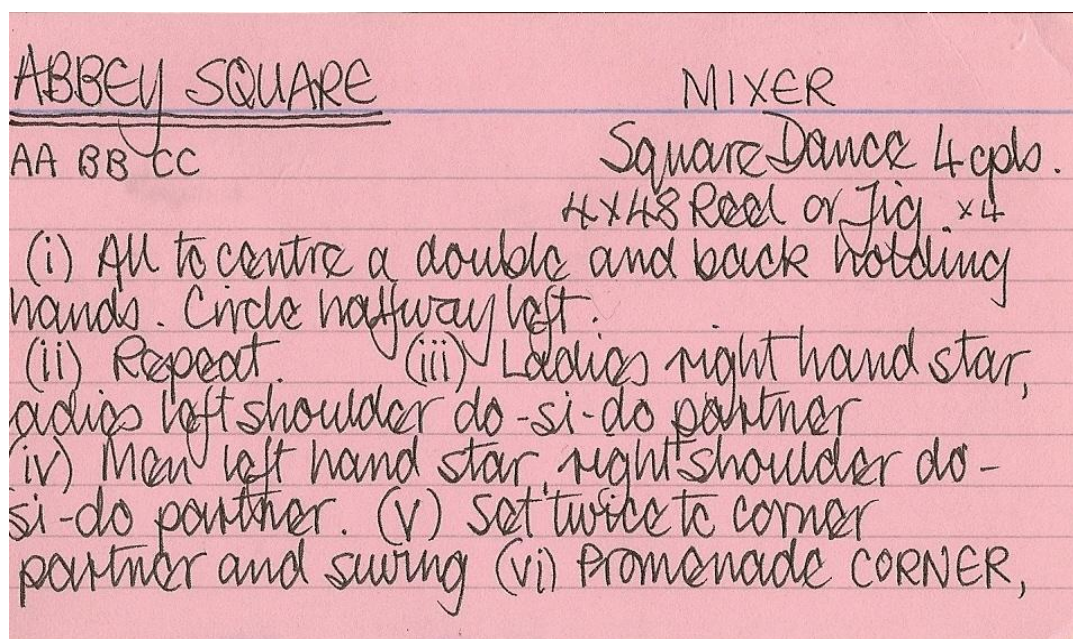 ABBEY SQUARE MIXER
AA BB CC Square Dance 4 cpls.
4x48 Reel or Jig x4
(i) All to centre a double and back holding
hands. Circle halfway left.
(ii) Repeat. (iii) Ladies right hand star,
adies left shoulder do-si-do partner
(iv) Men left hand star, right shoulder do-
si-do partner. (v) Set twice to corner
partner and swing (vi) Promenade CORNER,